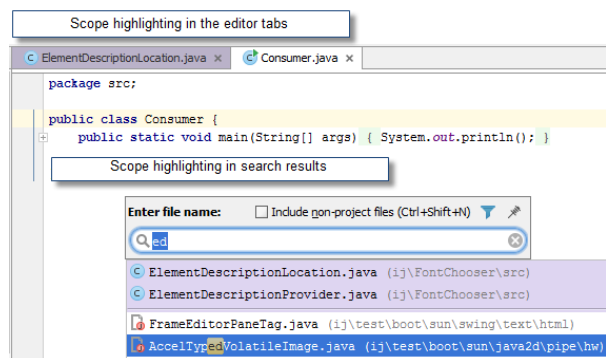 Scope highlighting in the editor tabs
ElementDescriptionLocation.java × Consumer.java ×
package src;
public class Consumer {
public static void main(String[] args) { System.out.println(); }
Scope highlighting in search results
Enter file name: Include non-project files (Ctrl+Shift+N)
ed
ElementDescriptionLocation.java (ij\FontChooser\src)
ElementDescriptionProvider.java (ij\FontChooser\src)
FrameEditorPaneTag.java (ij\test\boot\sun\swing\text\html)
AccelTypedVolatileImage.java (ij\test\boot\sun\java2d\pipe\hw)